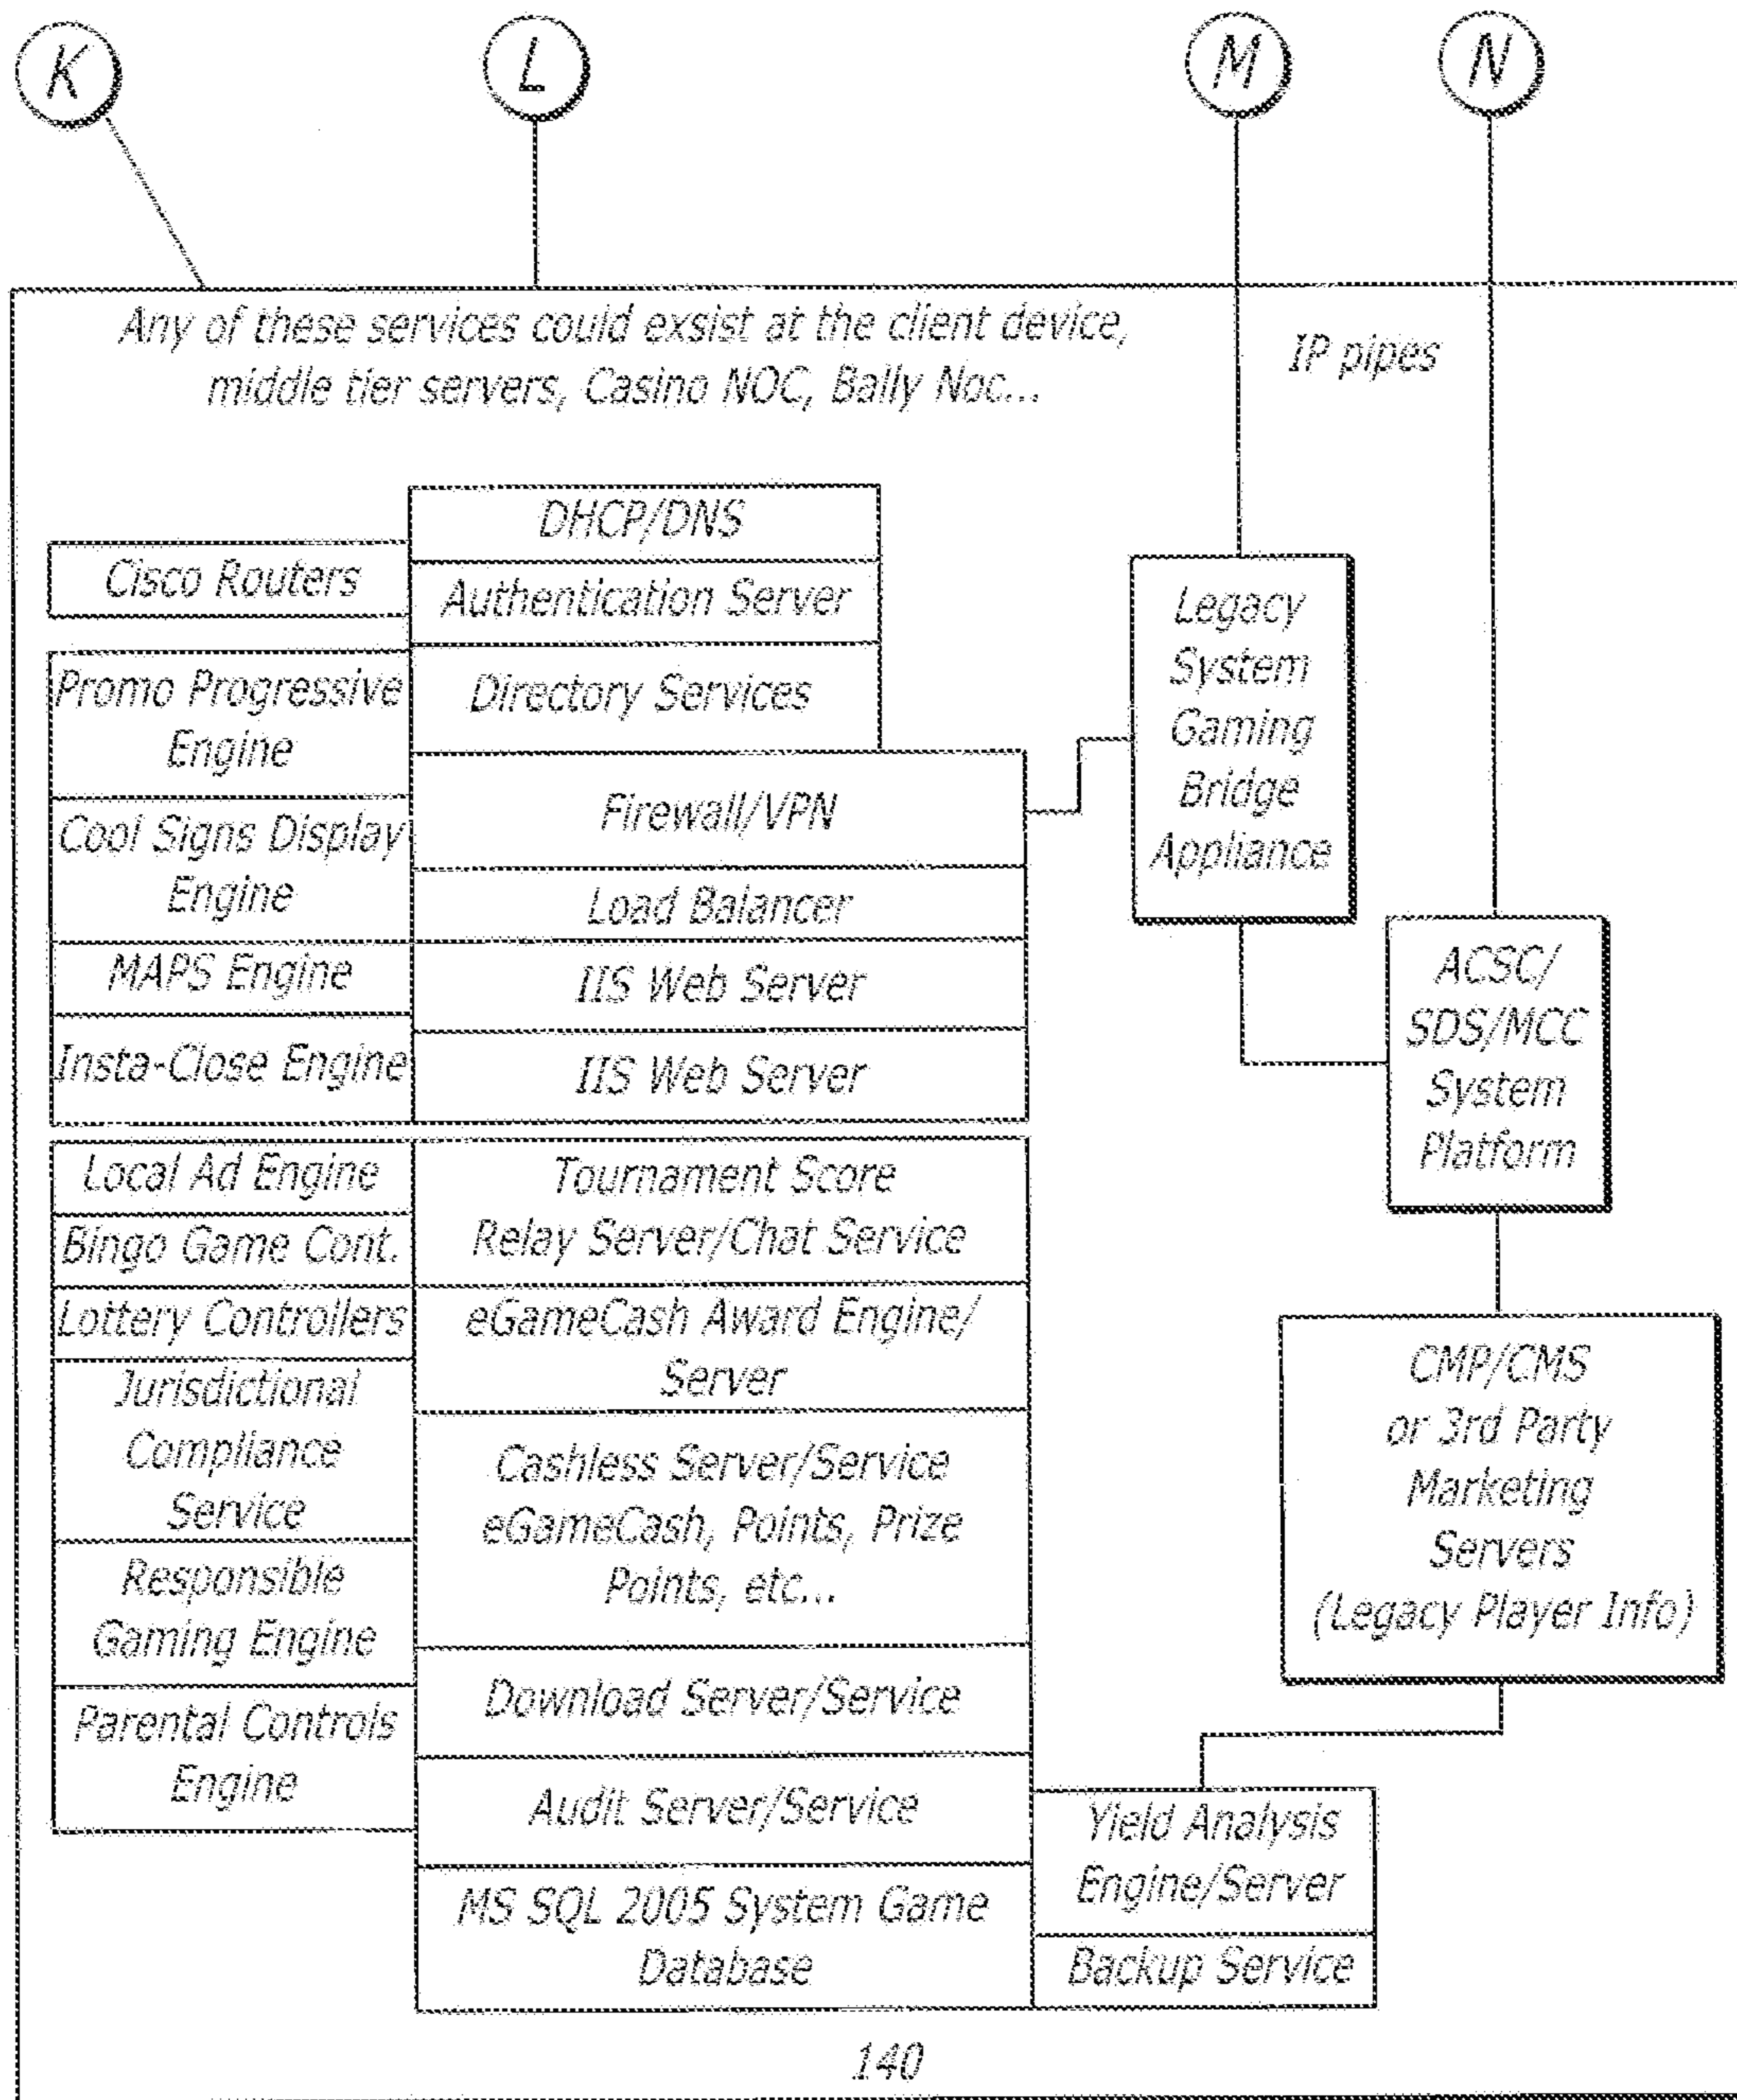 K
L
M
N
Any of these services could exsist at the client device,
middle tier servers, Casino NOC, Bally Noc...
IP pipes
DHCP/DNS
Cisco Routers
Authentication Server
Directory Services
Promo Progressive
Engine
Firewall/VPN
Cool Signs Display
Engine
Load Balancer
MAPS Engine
IIS Web Server
Insta-Close Engine
IIS Web Server
Legacy
System
Gaming
Bridge
Appliance
ACSC/
SDS/MCC
System
Platform
Local Ad Engine
Bingo Game Cont.
Lottery Controllers
Jurisdictional
Compliance
Service
Responsible
Gaming Engine
Parental Controls
Engine
Tournament Score
Relay Server/Chat Service
eGameCash Award Engine/
Server
Cashless Server/Service
eGameCash, Points, Prize
Points, etc...
Download Server/Service
Audit Server/Service
MS SQL 2005 System Game
Database
CMP/CMS
or 3rd Party
Marketing
Servers
(Legacy Player Info)
Yield Analysis
Engine/Server
Backup Service
140